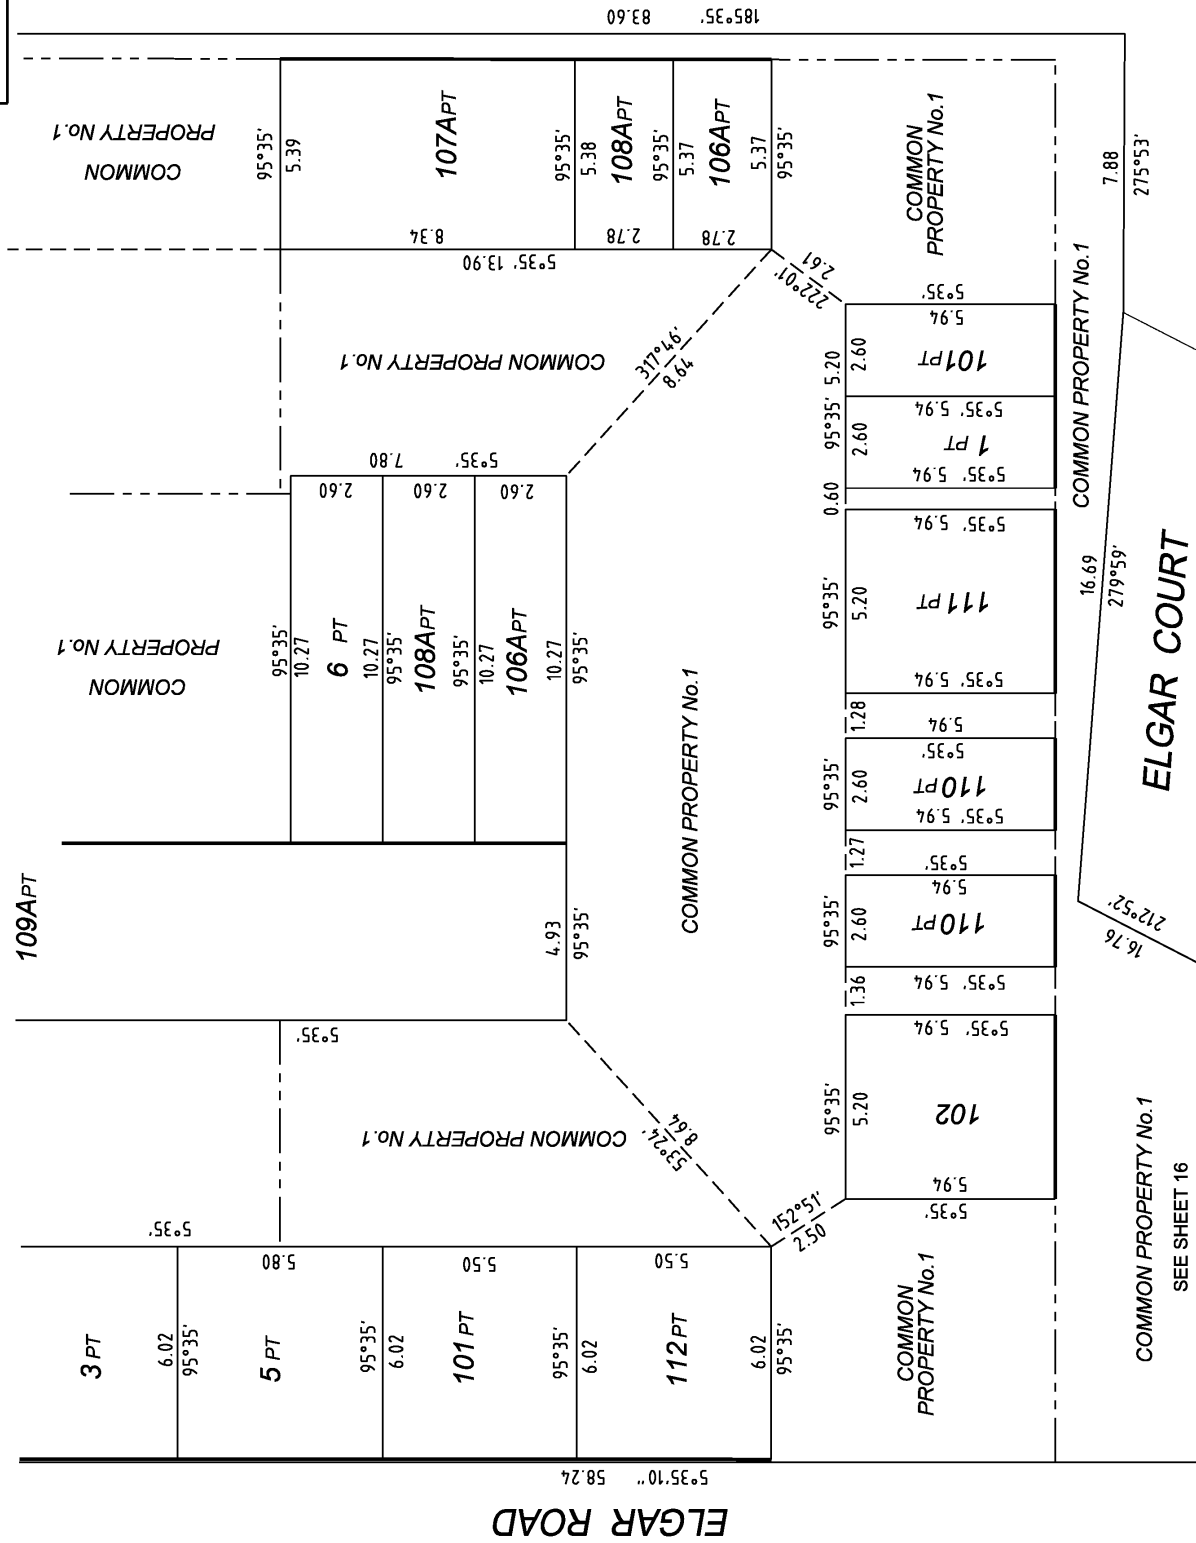 185°35'
83.60
COMMON
PROPERTY No.1
95°35'
5.39
107APT
95°35'
5.38
108APT
95°35'
5.37
106APT
5.37
95°35'
8.34
2.78
2.78
5°35' 13.90
COMMON
PROPERTY No.1
7.88
275°53'
222°01'
2.61
COMMON PROPERTY No.1
317°46'
8.64
5°35'
5.94
101 PT
5.20
2.60
5°35' 5.94
95°35'
2.60
1 PT
5°35' 5.94
0.60
COMMON PROPERTY No.1
5°35'
7.80
2.60
2.60
2.60
COMMON
PROPERTY No.1
95°35'
10.27
6 PT
10.27
95°35'
108APT
95°35'
10.27
106APT
10.27
95°35'
5°35' 5.94
95°35'
5.20
111 PT
5°35' 5.94
1.28
16.69
279°59'
ELGAR COURT
COMMON PROPERTY No.1
5.94
5°35'
95°35'
2.60
110 PT
5°35' 5.94
1.27
5°35'
5.94
95°35'
2.60
110 PT
5°35' 5.94
1.36
212°52'
16.76
109APT
4.93
95°35'
5°35'
5°35' 5.94
95°35'
5.20
102
5.94
5°35'
COMMON PROPERTY No.1
53°24'
8.64
152°51'
2.50
COMMON PROPERTY No.1
SEE SHEET 16
5°35'
5.80
5.50
5.50
3 PT
6.02
95°35'
5 PT
95°35'
6.02
101 PT
95°35'
6.02
112 PT
6.02
95°35'
COMMON
PROPERTY No.1
5°35'10" 58.24
ELGAR ROAD